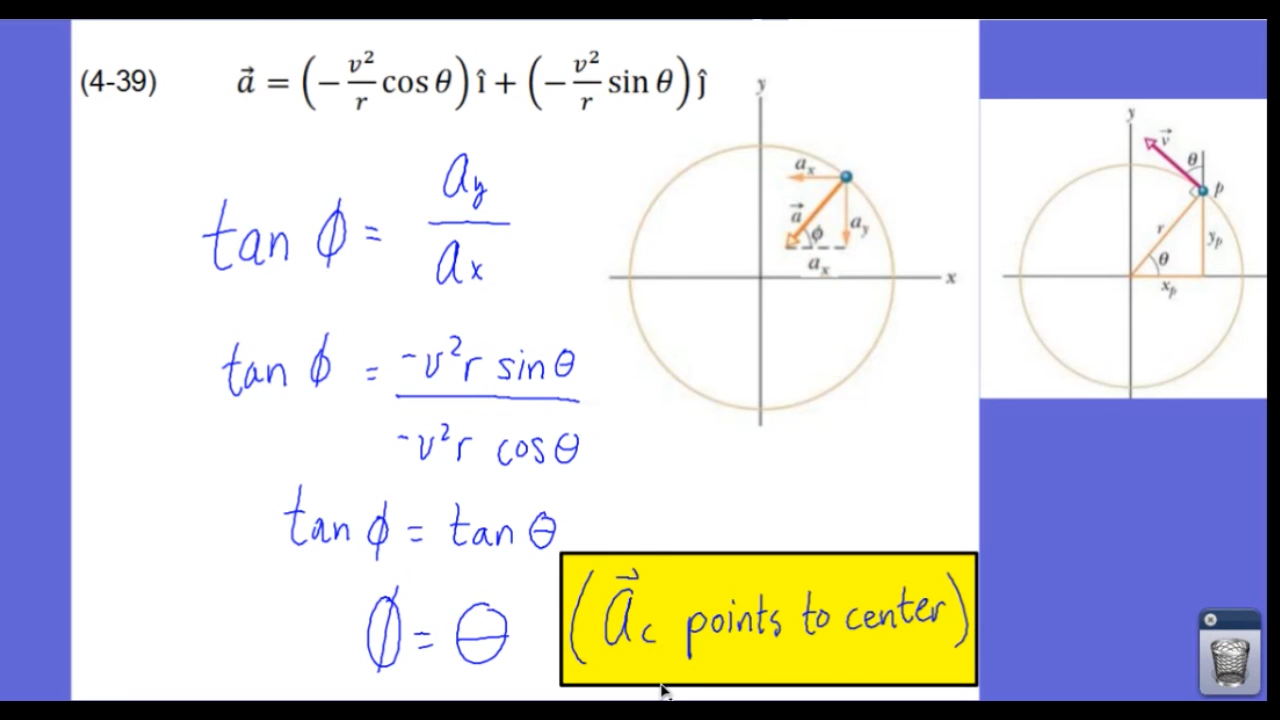 (4-39) a⃗ = (−v²/r cos θ) î + (−v²/r sin θ) ĵ
y
a_x
a⃗
ϕ
a_y
a_x
x
y
v⃗
θ
p
r
y_p
θ
x_p
tan ϕ = a_y / a_x
tan ϕ = -v²r sin θ / -v²r cos θ
tan ϕ = tan θ
ϕ = θ
(a⃗c points to center)